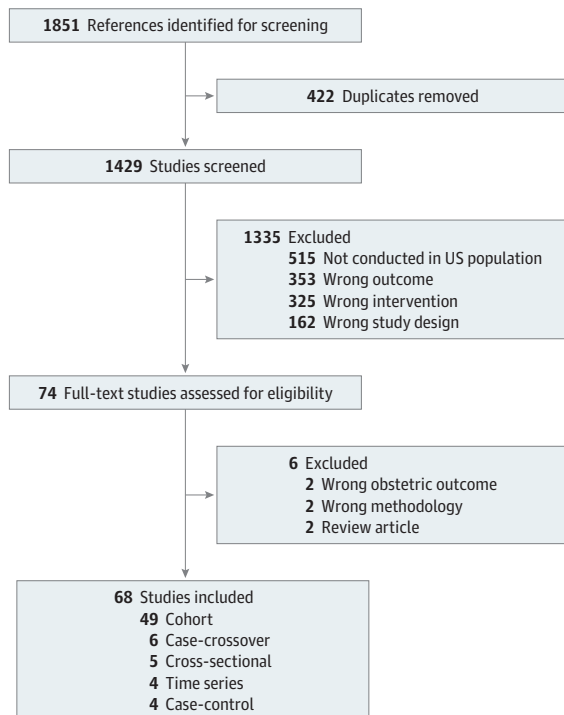 1851 References identified for screening
422 Duplicates removed
1429 Studies screened
1335 Excluded
515 Not conducted in US population
353 Wrong outcome
325 Wrong intervention
162 Wrong study design
74 Full-text studies assessed for eligibility
6 Excluded
2 Wrong obstetric outcome
2 Wrong methodology
2 Review article
68 Studies included
49 Cohort
6 Case-crossover
5 Cross-sectional
4 Time series
4 Case-control